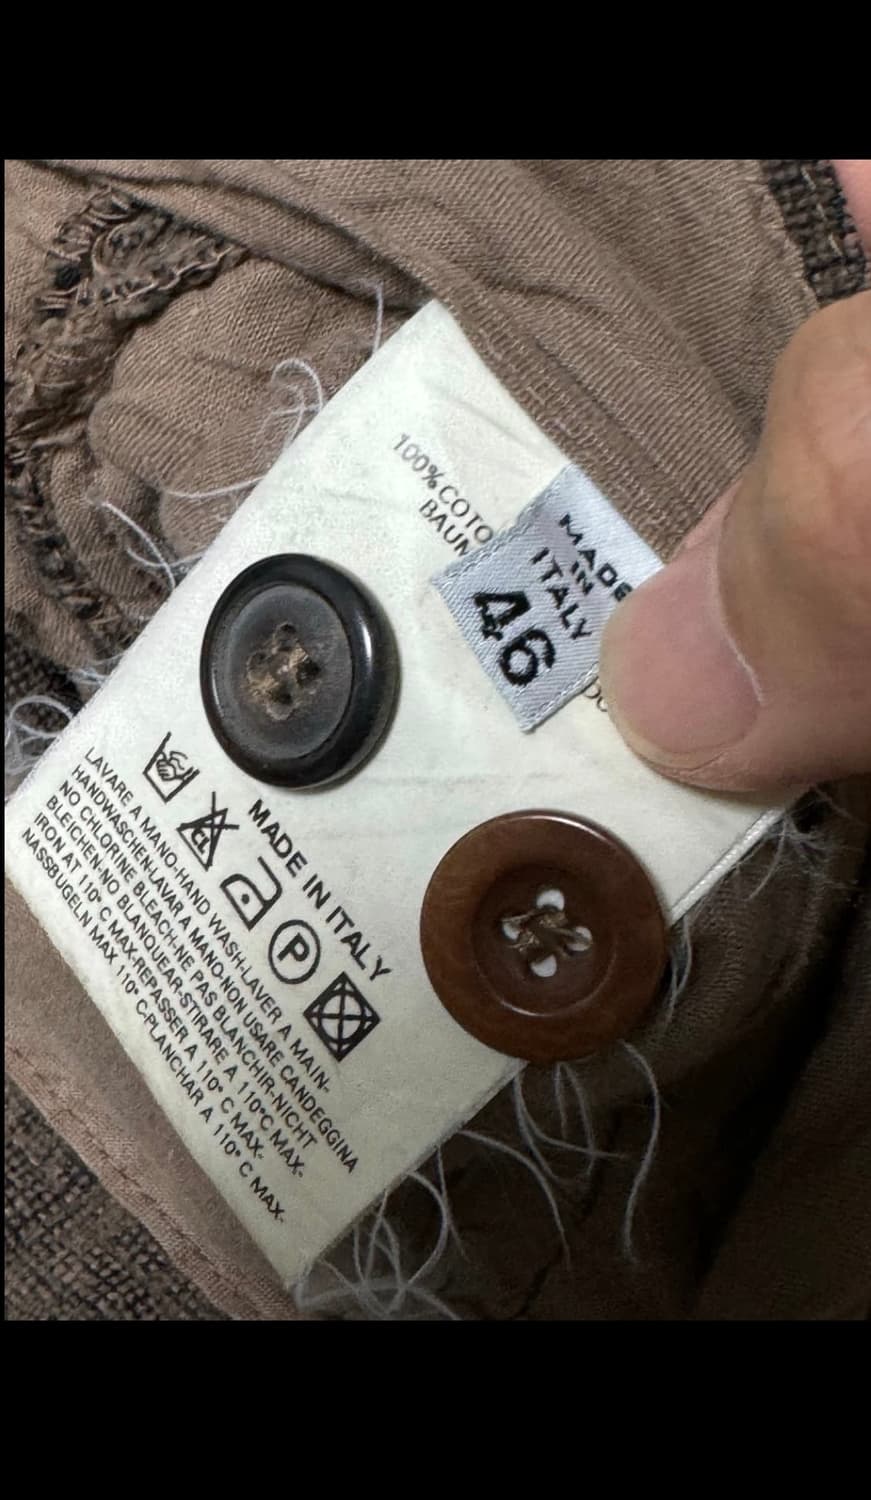 100% COTO
BAUM
MADE
IN
ITALY
46
MADE IN ITALY
CL
P
LAVARE A MANO-HAND WASH-LAVER A MAIN-
HANDWASCHEN-LAVAR A MANO-NON USARE CANDEGGINA
NO CHLORINE BLEACH-NE PAS BLANCHIR-NICHT
BLEICHEN-NO BLANQUEAR-STIRARE A 110°C MAX-
IRON AT 110° C MAX-REPASSER A 110° C MAX-
NASSBUGELN MAX 110° C-PLANCHAR A 110° C MAX-